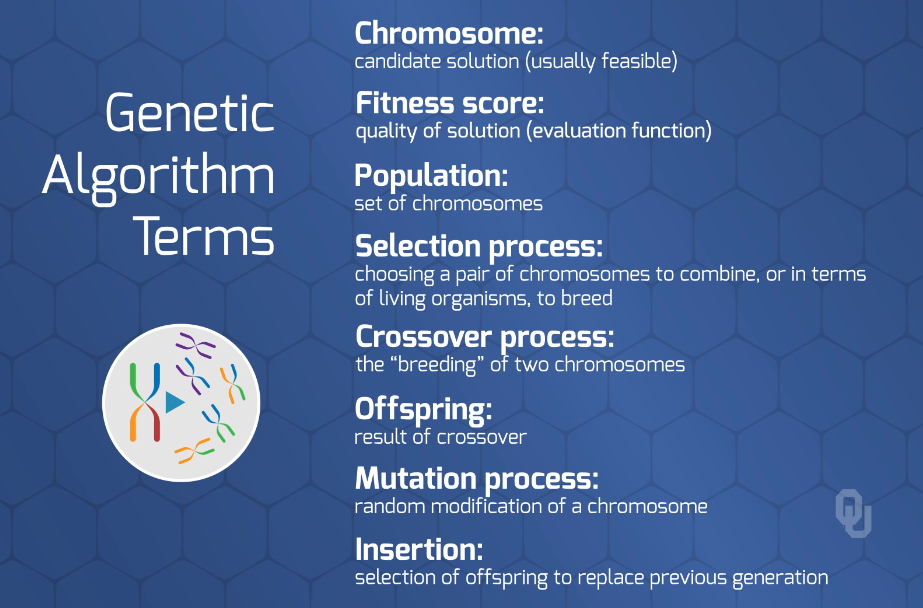 Genetic
Algorithm
Terms
Chromosome:
candidate solution (usually feasible)
Fitness score:
quality of solution (evaluation function)
Population:
set of chromosomes
Selection process:
choosing a pair of chromosomes to combine, or in terms
of living organisms, to breed
Crossover process:
the “breeding” of two chromosomes
Offspring:
result of crossover
Mutation process:
random modification of a chromosome
Insertion:
selection of offspring to replace previous generation
OU